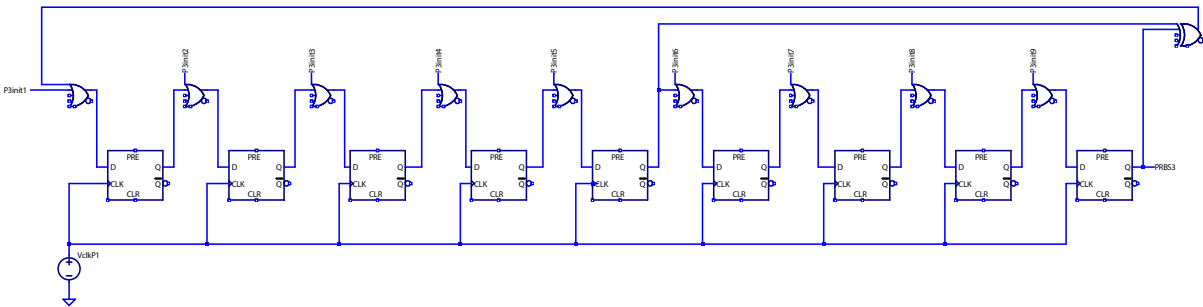 P3init2
P3init3
P3init4
P3init5
P3init6
P3init7
P3init8
P3init9
P3init1
PRE PRE PRE PRE PRE PRE PRE PRE PRE
D Q D Q D Q D Q D Q D Q D Q D Q D Q PRBS3
CLK Q CLK Q CLK Q CLK Q CLK Q CLK Q CLK Q CLK Q CLK Q
CLR CLR CLR CLR CLR CLR CLR CLR CLR
VclkP1